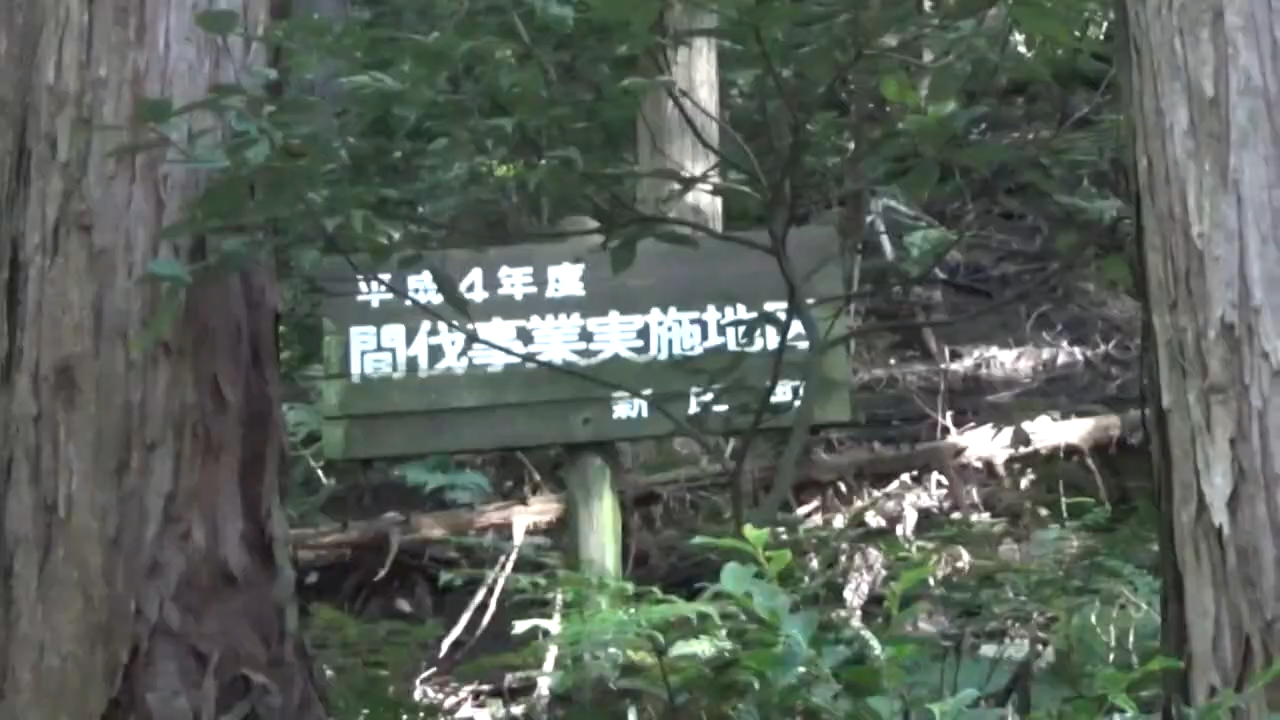 平成4年度
間伐事業実施地区
新 町